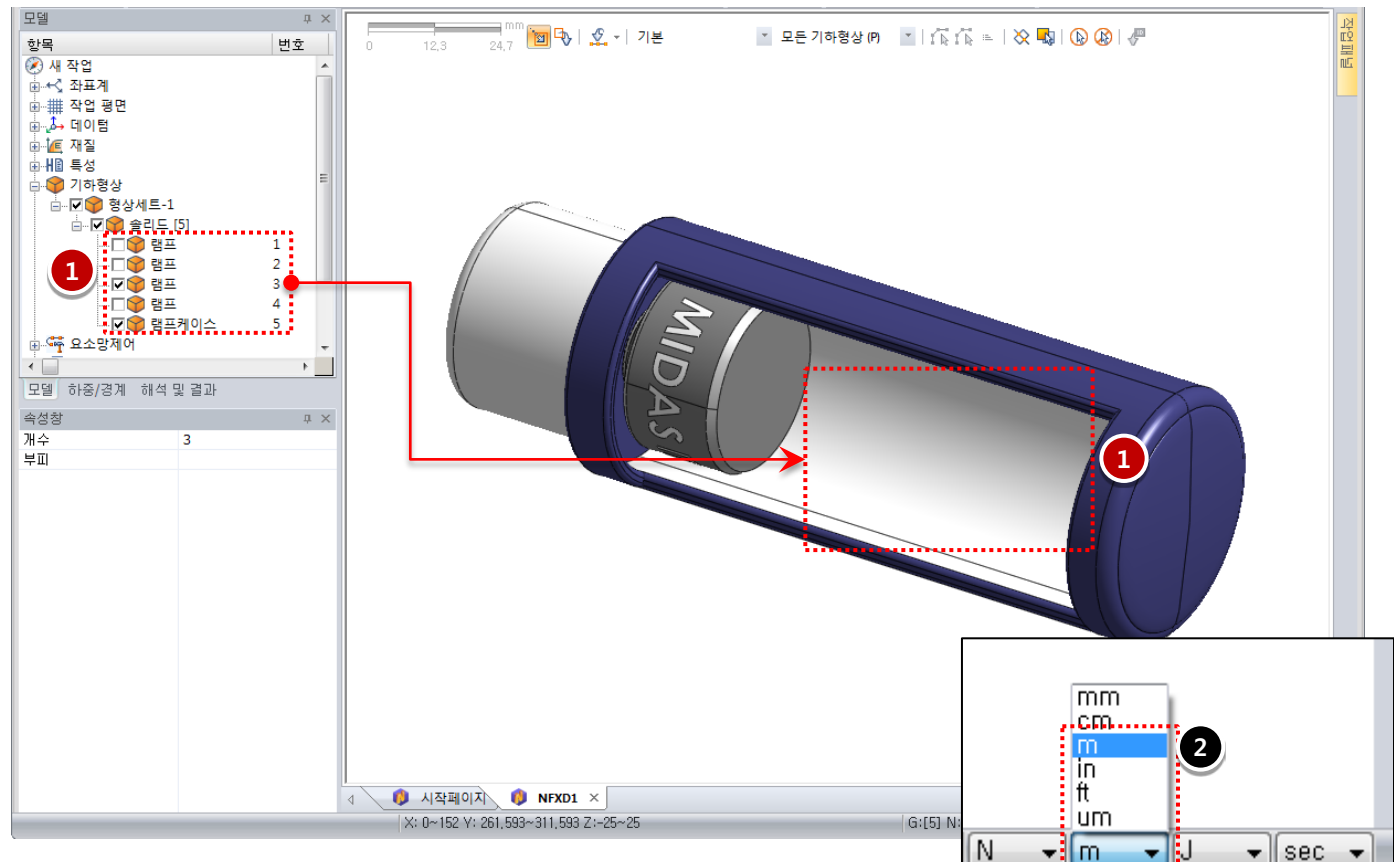 모델
항목 번호
새 작업
좌표계
작업 평면
데이텀
재질
특성
기하형상
형상세트-1
솔리드 [5]
램프 1
램프 2
램프 3
램프 4
램프케이스 5
요소망제어
1
모델 하중/경계 해석 및 결과
속성창
개수 3
부피
mm
0 12,3 24,7
기본 모든 기하형상 (P)
작업패널
MIDAS
1
시작페이지 NFXD1
X: 0~152 Y: 261,593~311,593 Z:-25~25 G:[5] N:
mm
cm
m
in
ft
um
2
N m J sec